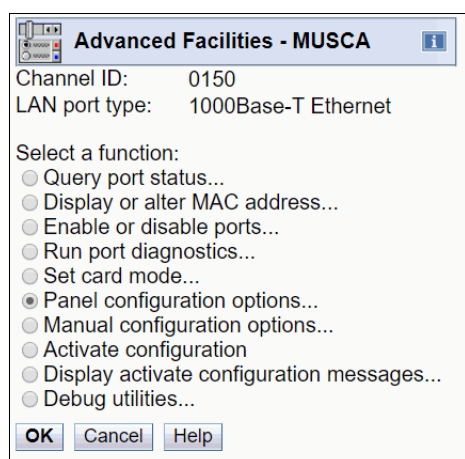 Advanced Facilities - MUSCA
Channel ID: 0150
LAN port type: 1000Base-T Ethernet
Select a function:
Query port status...
Display or alter MAC address...
Enable or disable ports...
Run port diagnostics...
Set card mode...
Panel configuration options...
Manual configuration options...
Activate configuration
Display activate configuration messages...
Debug utilities...
OK Cancel Help